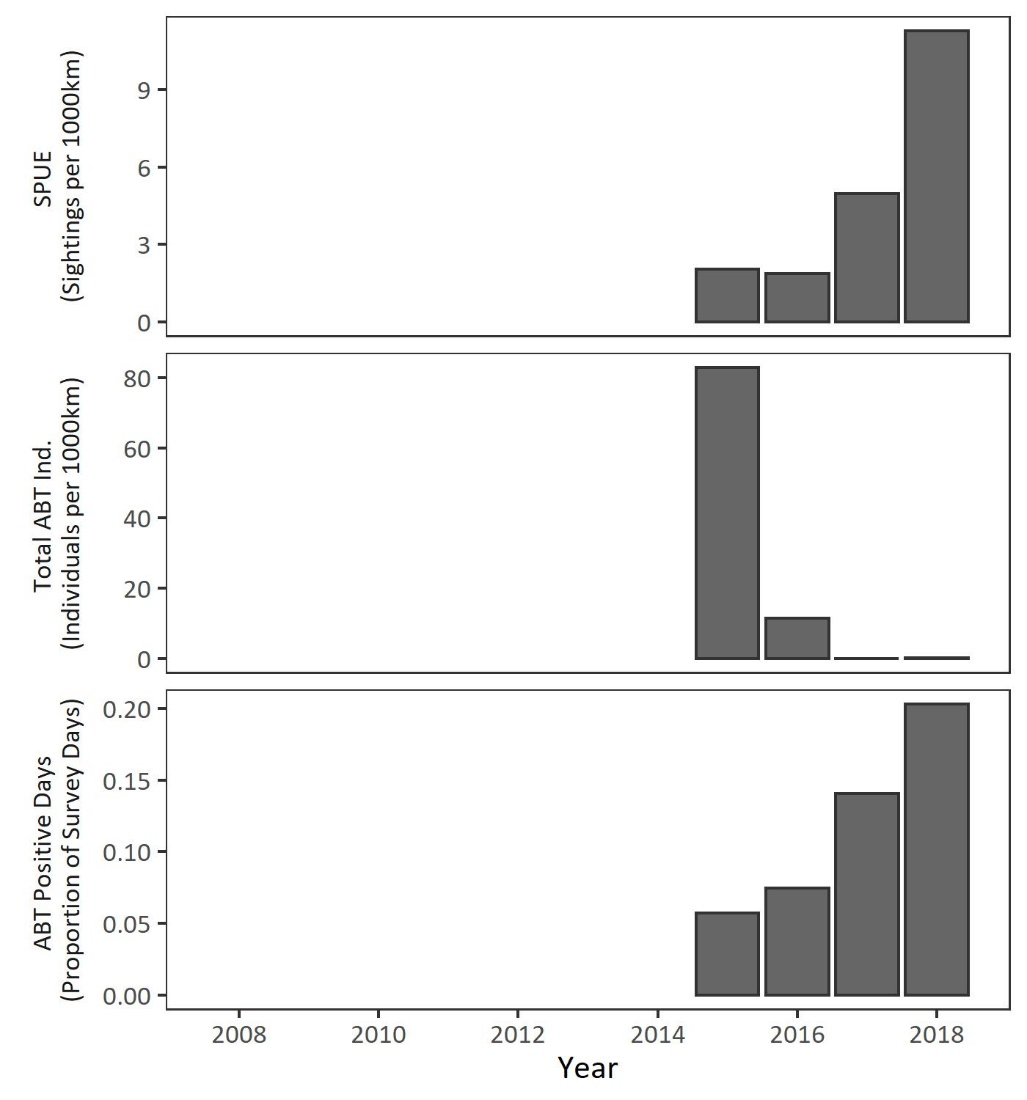 SPUE
(Sightings per 1000km)
9
6
3
0
Total ABT Ind.
(Individuals per 1000km)
80
60
40
20
0
ABT Positive Days
(Proportion of Survey Days)
0.20
0.15
0.10
0.05
0.00
2008 2010 2012 2014 2016 2018
Year